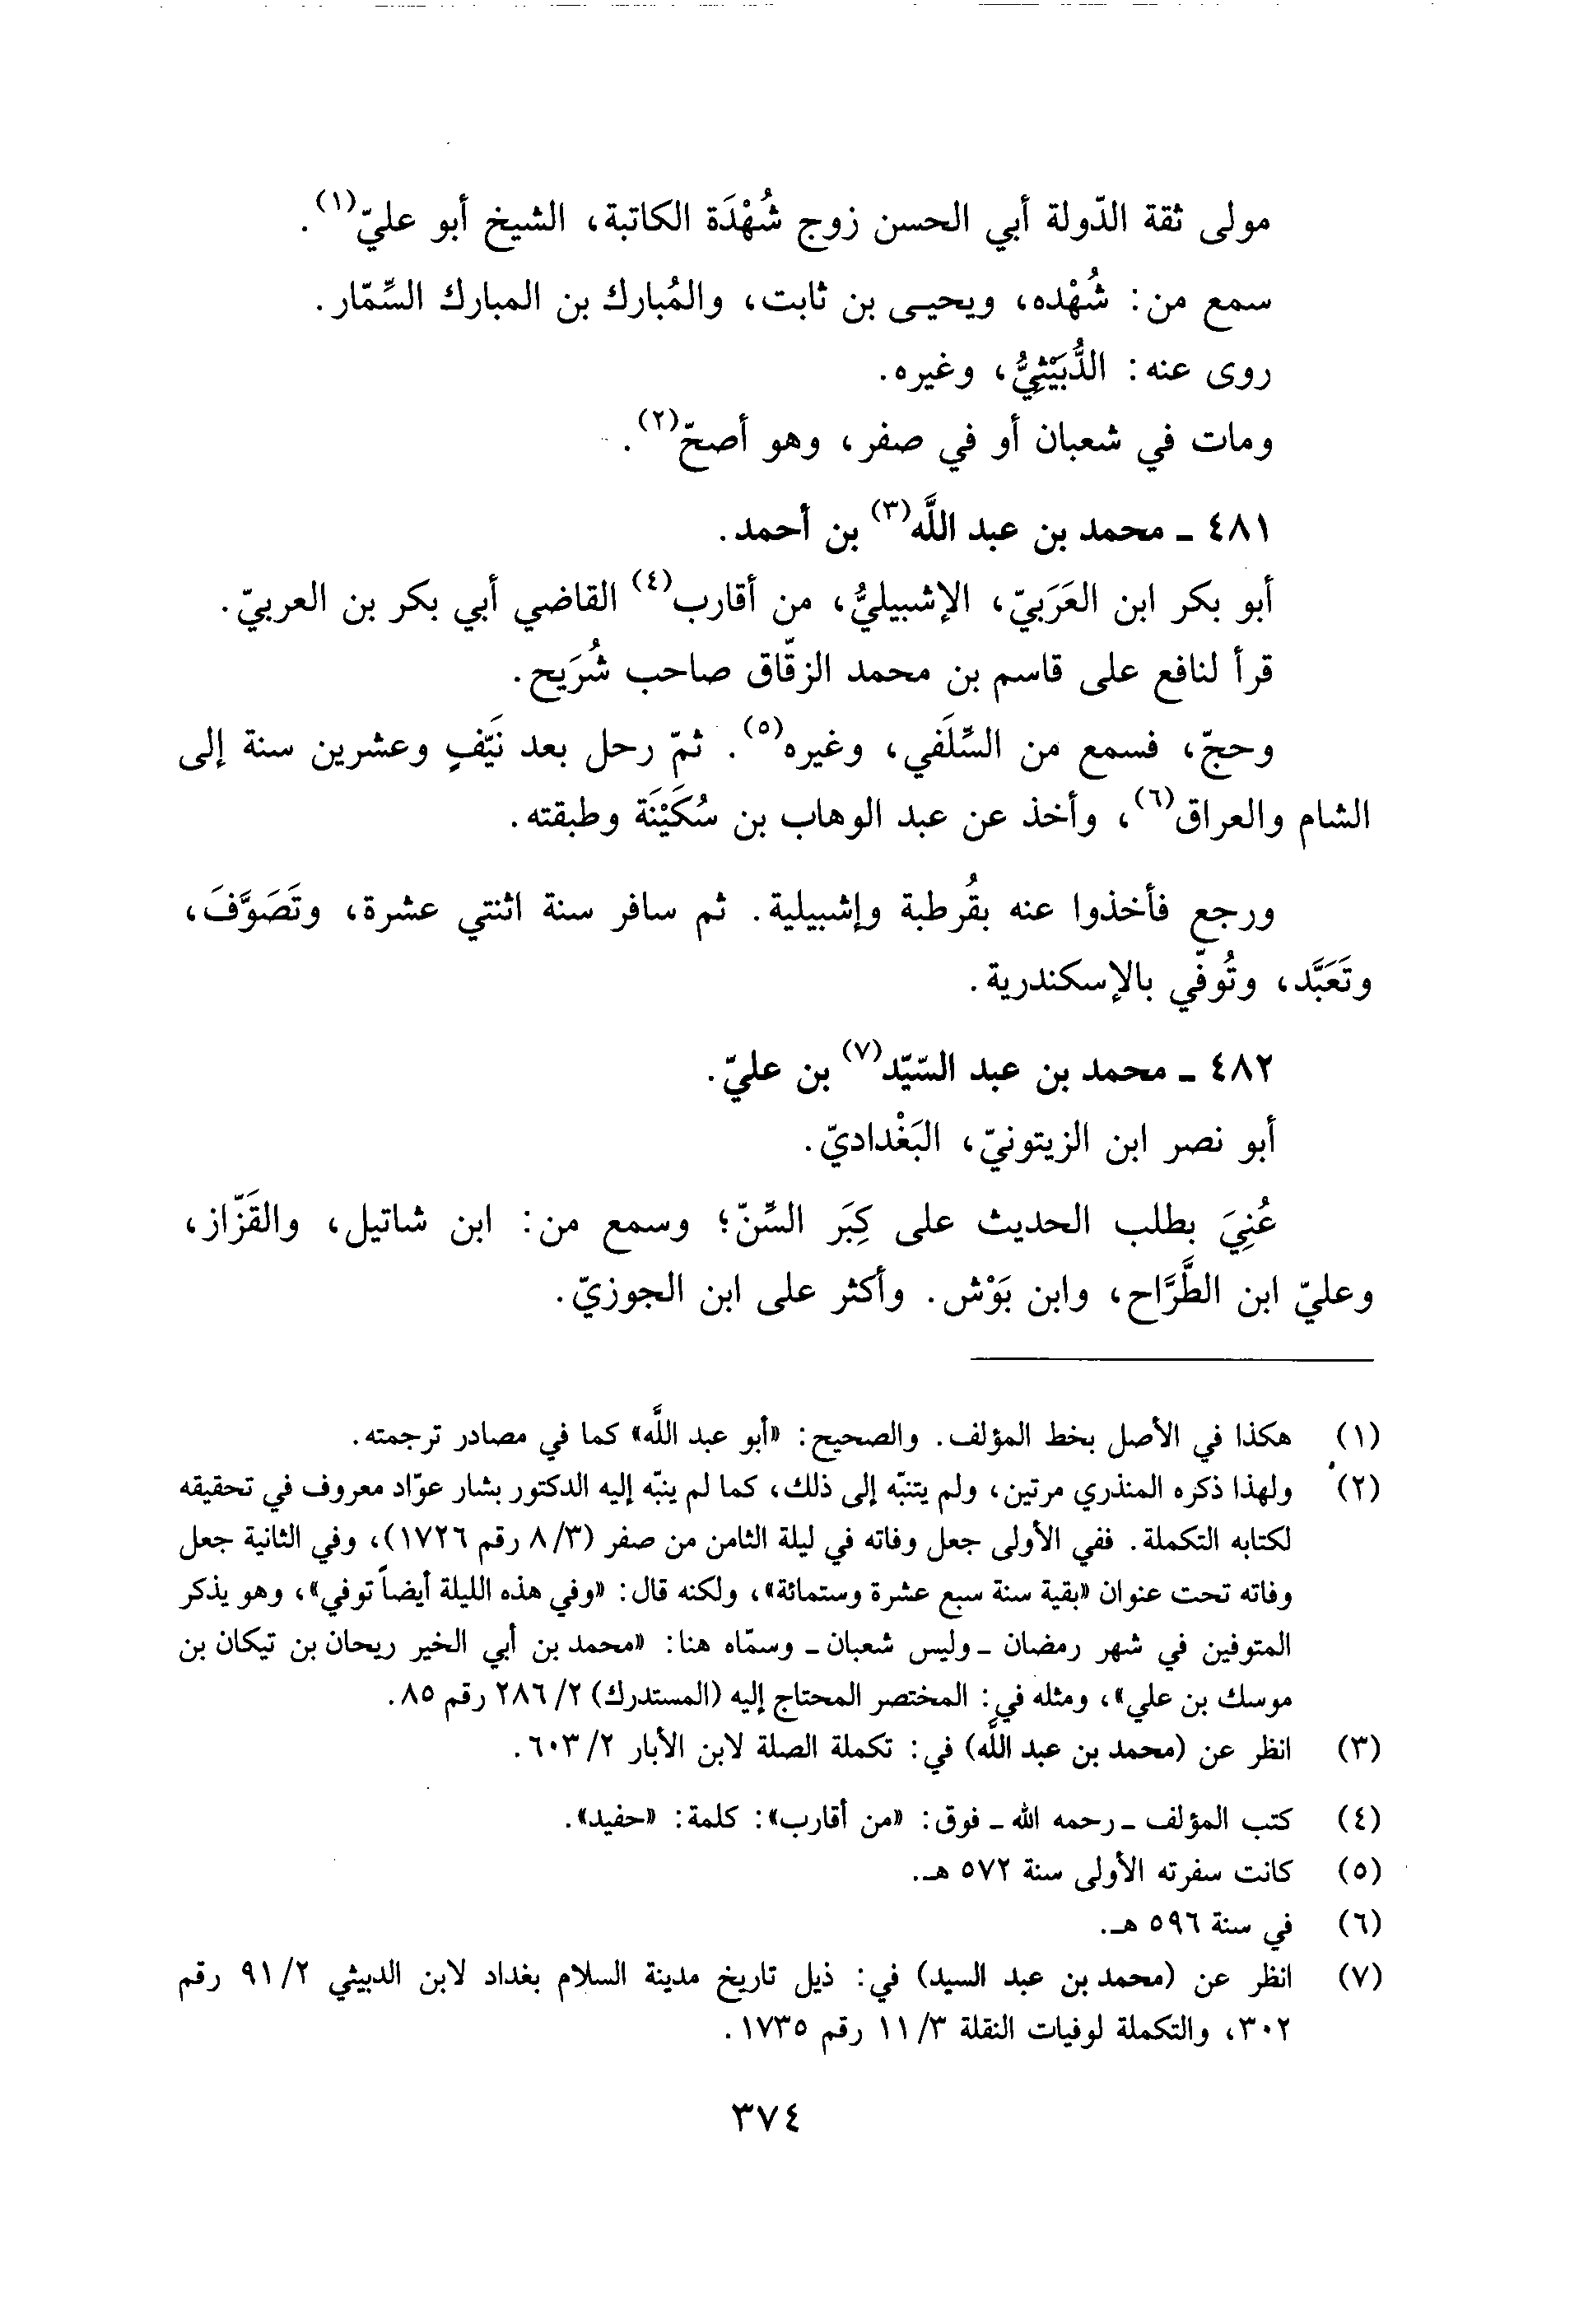 مولى ثقة الدّولة أبي الحسن زوج شُهْدَة الكاتبة، الشيخ أبو عليّ(١).
سمع من: شُهْده، ويحيـى بن ثابت، والمُبارك بن المبارك السِّمّار.
روى عنه: الدُّبَيْثِيُّ، وغيره.
ومات في شعبان أو في صفر، وهو أصحّ(٢).
٤٨١ ـ محمد بن عبد اللَّه(٣) بن أحمد.
أبو بكر ابن العَرَبيّ، الإشبيليُّ، من أقارب(٤) القاضي أبي بكر بن العربيّ.
قرأ لنافع على قاسم بن محمد الزقّاق صاحب شُرَيح.
وحجّ، فسمع من السِّلَفي، وغيره(٥). ثمّ رحل بعد نَيّفٍ وعشرين سنة إلى
الشام والعراق(٦)، وأخذ عن عبد الوهاب بن سُكَيْنَة وطبقته.
ورجع فأخذوا عنه بقُرطبة وإشبيلية. ثم سافر سنة اثنتي عشرة، وتَصَوَّفَ،
وتَعَبَّد، وتُوفّي بالإسكندرية.
٤٨٢ ـ محمد بن عبد السّيّد(٧) بن عليّ.
أبو نصر ابن الزيتونيّ، البَغْداديّ.
عُنِيَ بطلب الحديث على كِبَر السِّنّ؛ وسمع من: ابن شاتيل، والقَزّاز،
وعليّ ابن الطَّرَّاح، وابن بَوْش. وأكثر على ابن الجوزيّ.
(١) هكذا في الأصل بخط المؤلف. والصحيح: «أبو عبد اللَّه» كما في مصادر ترجمته.
(٢) ولهذا ذكره المنذري مرتين، ولم يتنبّه إلى ذلك، كما لم ينبّه إليه الدكتور بشار عوّاد معروف في تحقيقه
لكتابه التكملة. ففي الأولى جعل وفاته في ليلة الثامن من صفر (٨/٣ رقم ١٧٢٦)، وفي الثانية جعل
وفاته تحت عنوان «بقية سنة سبع عشرة وستمائة»، ولكنه قال: «وفي هذه الليلة أيضاً توفي»، وهو يذكر
المتوفين في شهر رمضان ـ وليس شعبان ـ وسمّاه هنا: «محمد بن أبي الخير ريحان بن تيكان بن
موسك بن علي»، ومثله في: المختصر المحتاج إليه (المستدرك) ٢٨٦/٢ رقم ٨٥.
(٣) انظر عن (محمد بن عبد اللَّه) في: تكملة الصلة لابن الأبار ٦٠٣/٢.
(٤) كتب المؤلف ـ رحمه الله ـ فوق: «من أقارب»: كلمة: «حفيد».
(٥) كانت سفرته الأولى سنة ٥٧٢ هـ.
(٦) في سنة ٥٩٦ هـ.
(٧) انظر عن (محمد بن عبد السيد) في: ذيل تاريخ مدينة السلام بغداد لابن الدبيثي ٩١/٢ رقم
٣٠٢، والتكملة لوفيات النقلة ١١/٣ رقم ١٧٣٥.
٣٧٤